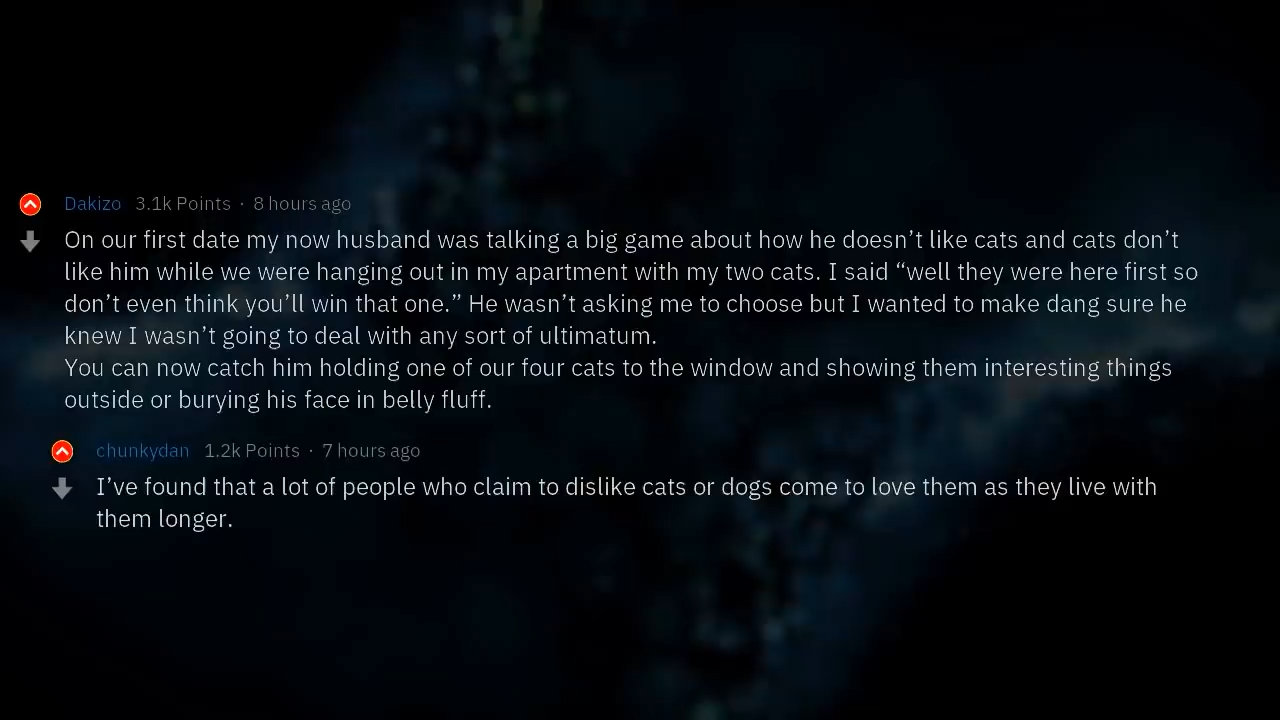 Dakizo 3.1k Points · 8 hours ago
On our first date my now husband was talking a big game about how he doesn’t like cats and cats don’t
like him while we were hanging out in my apartment with my two cats. I said “well they were here first so
don’t even think you’ll win that one.” He wasn’t asking me to choose but I wanted to make dang sure he
knew I wasn’t going to deal with any sort of ultimatum.
You can now catch him holding one of our four cats to the window and showing them interesting things
outside or burying his face in belly fluff.
chunkydan 1.2k Points · 7 hours ago
I’ve found that a lot of people who claim to dislike cats or dogs come to love them as they live with
them longer.